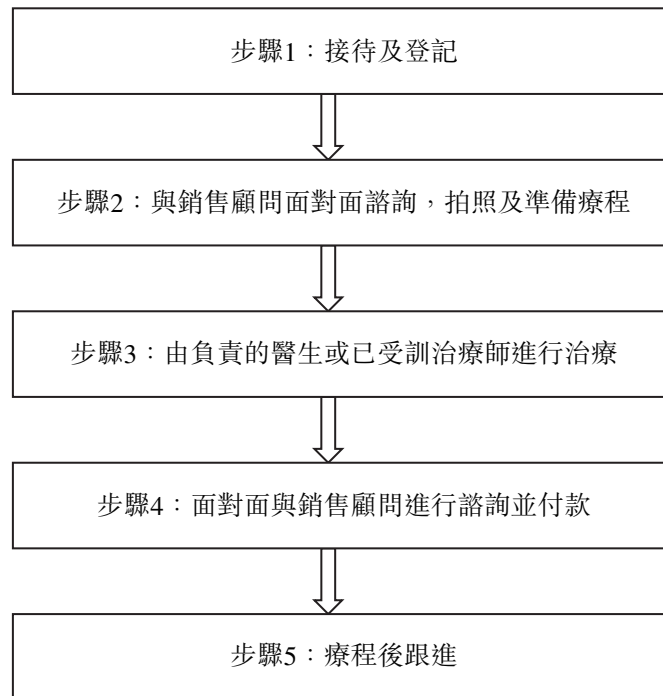 步驟1：接待及登記
步驟2：與銷售顧問面對面諮詢，拍照及準備療程
步驟3：由負責的醫生或已受訓治療師進行治療
步驟4：面對面與銷售顧問進行諮詢並付款
步驟5：療程後跟進